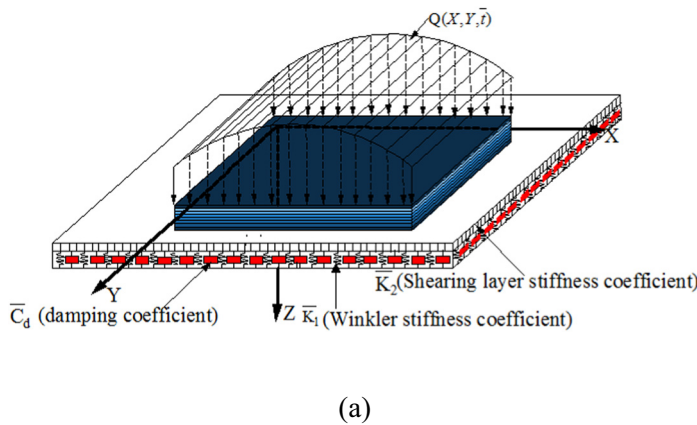 Q(X,Y,t̅)
X
K̅₂(Shearing layer stiffness coefficient)
Y
C̅d (damping coefficient)
Z
K̅₁(Winkler stiffness coefficient)
(a)